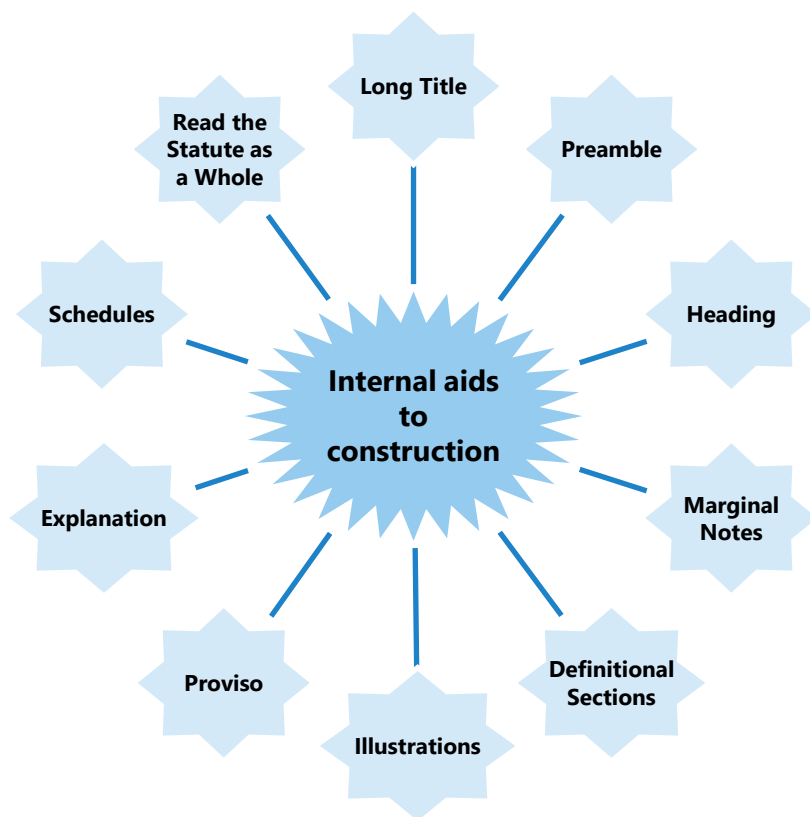 Long Title
Preamble
Heading
Marginal
Notes
Definitional
Sections
Illustrations
Proviso
Explanation
Schedules
Read the
Statute as
a Whole
Internal aids
to
construction